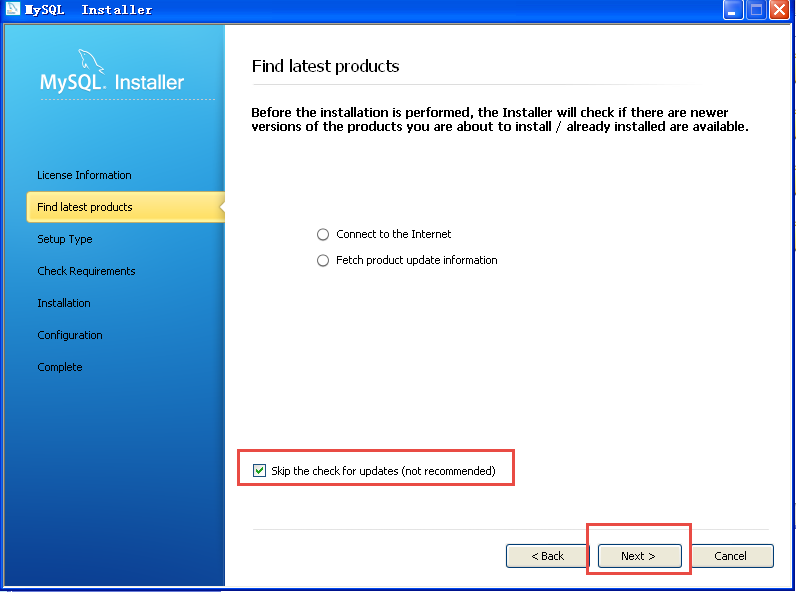 MySQL Installer
MySQL. Installer
License Information
Find latest products
Setup Type
Check Requirements
Installation
Configuration
Complete
Find latest products
Before the installation is performed, the Installer will check if there are newer
versions of the products you are about to install / already installed are available.
Connect to the Internet
Fetch product update information
Skip the check for updates (not recommended)
< Back
Next >
Cancel